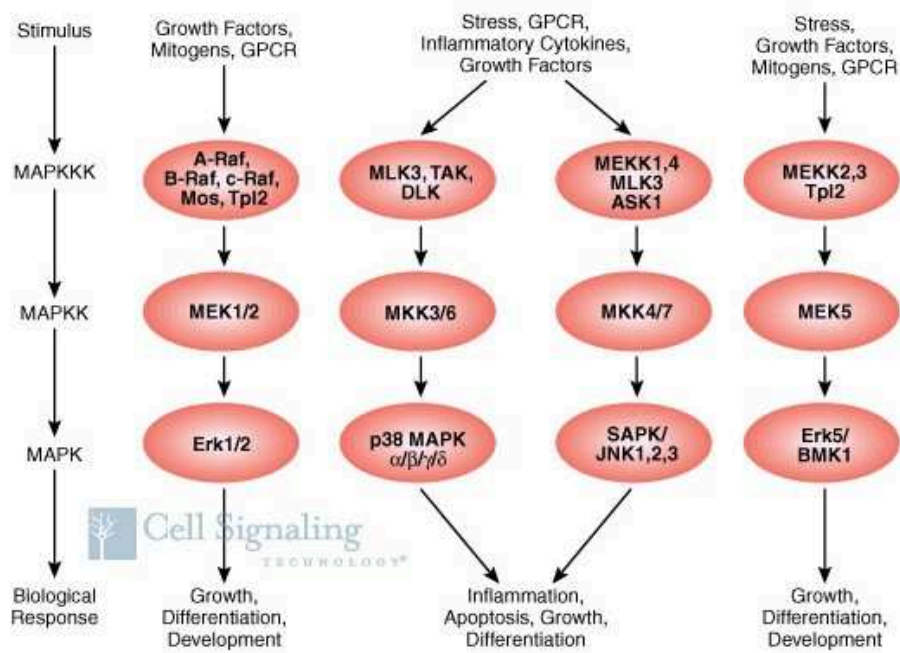 Stimulus
Growth Factors,
Mitogens, GPCR
Stress, GPCR,
Inflammatory Cytokines,
Growth Factors
Stress,
Growth Factors,
Mitogens, GPCR
MAPKKK
A-Raf,
B-Raf, c-Raf,
Mos, Tpl2
MLK3, TAK,
DLK
MEKK1,4
MLK3
ASK1
MEKK2,3
Tpl2
MAPKK
MEK1/2
MKK3/6
MKK4/7
MEK5
MAPK
Erk1/2
p38 MAPK
α/β/γ/δ
SAPK/
JNK1,2,3
Erk5/
BMK1
Cell Signaling
TECHNOLOGY®
Biological
Response
Growth,
Differentiation,
Development
Inflammation,
Apoptosis, Growth,
Differentiation
Growth,
Differentiation,
Development